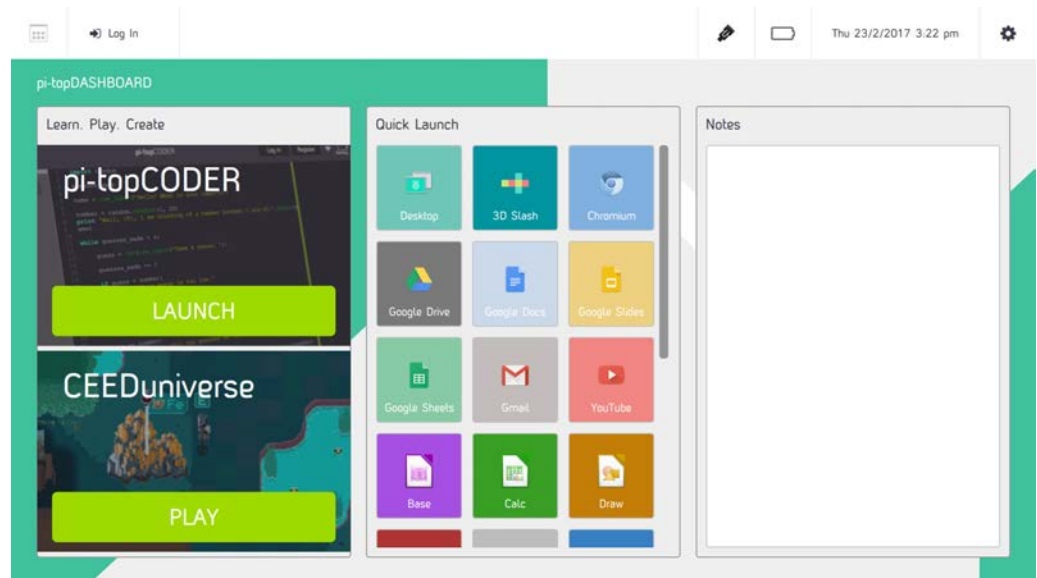 Log In
Thu 23/2/2017 3:22 pm
pi-topDASHBOARD
Learn. Play. Create
pi-topCODER
LAUNCH
CEEDuniverse
Fe
PLAY
Quick Launch
Desktop
3D Slash
Chromium
Google Drive
Google Docs
Google Slides
Google Sheets
Gmail
YouTube
Base
Calc
Draw
Notes